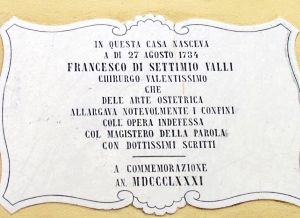 IN QUESTA CASA NASCEVA
A DI 27 AGOSTO 1734
FRANCESCO DI SETTIMIO VALLI
CHIRURGO VALENTISSIMO
CHE
DELL' ARTE OSTETRICA
ALLARGAVA NOTEVOLMENTE I CONFINI
COLL' OPERA INDEFESSA
COL MAGISTERO DELLA PAROLA
CON DOTTISSIMI SCRITTI
A COMMEMORAZIONE
AN. MDCCCLXXXI